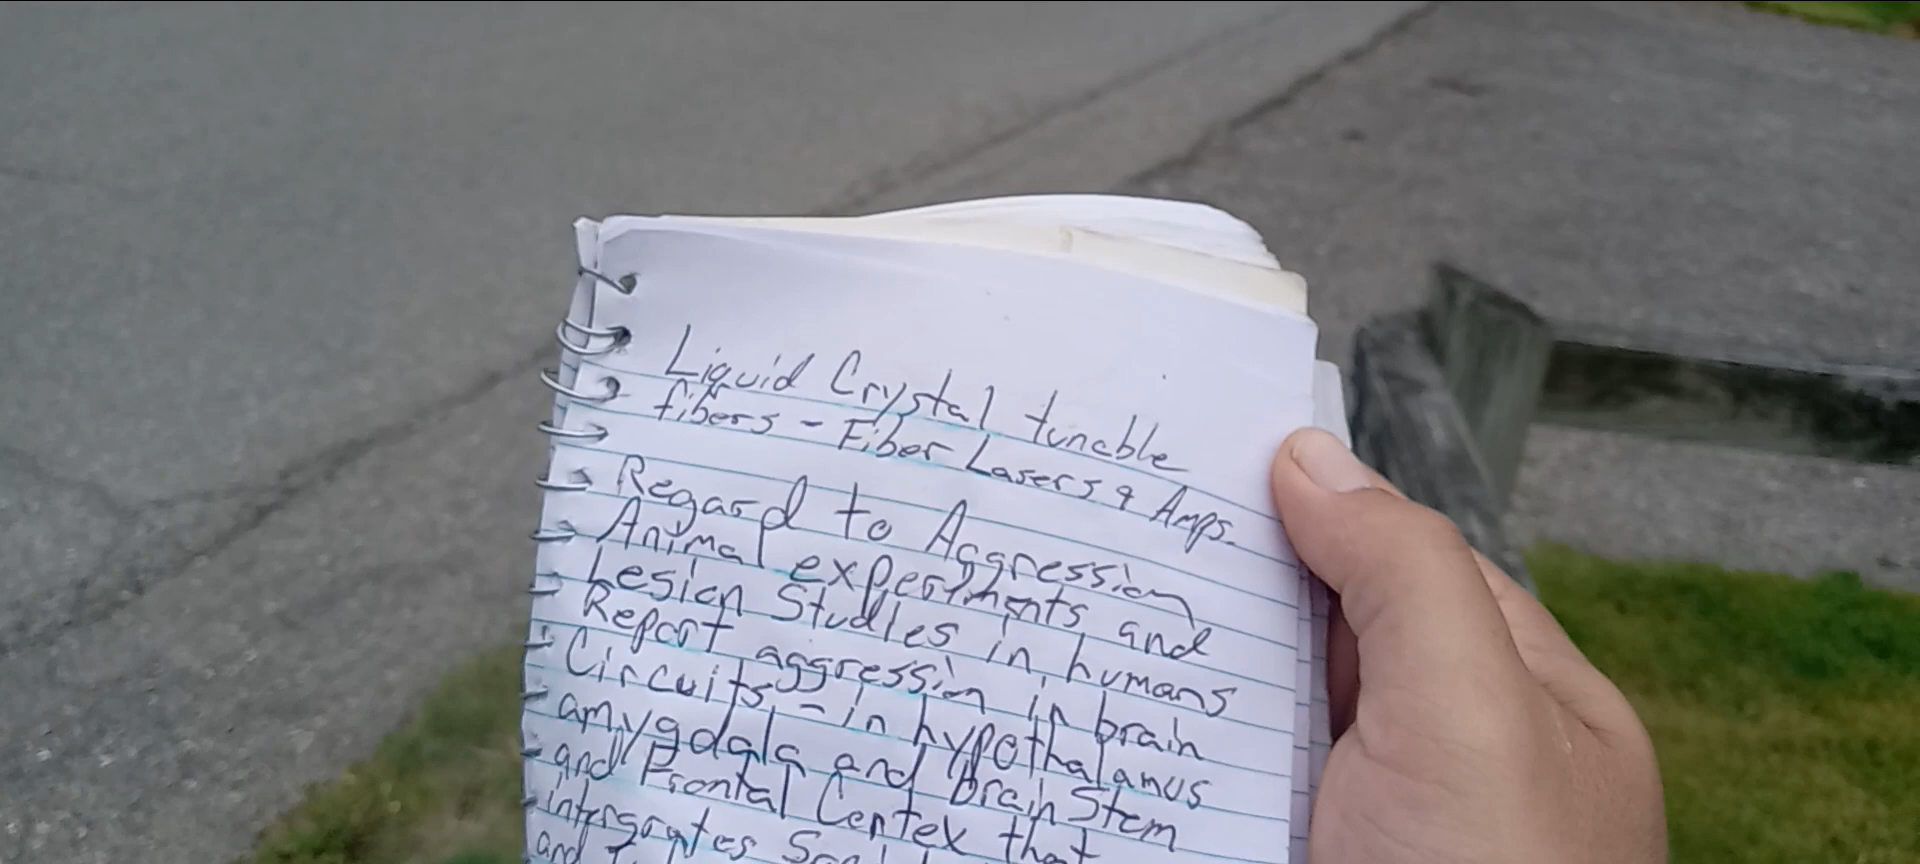 Liquid Crystal tunable
fibers - Fiber Lasers & Amps.
Regard to Aggression
Animal experiments and
Lesion Studies in humans
Report aggression in brain
Circuits - in hypothalamus
amygdala and brain Stem
and Frontal Cortex that
intergrates
and